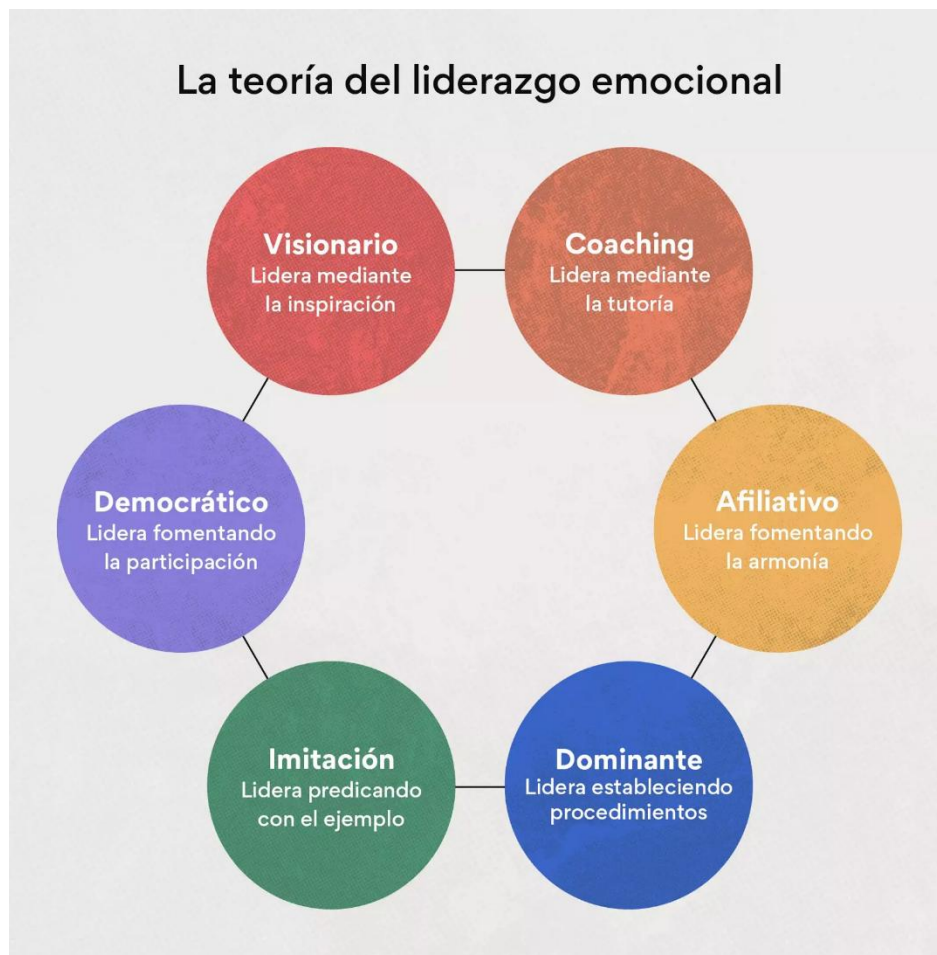 La teoría del liderazgo emocional
Visionario
Lidera mediante
la inspiración
Coaching
Lidera mediante
la tutoría
Democrático
Lidera fomentando
la participación
Afiliativo
Lidera fomentando
la armonía
Imitación
Lidera predicando
con el ejemplo
Dominante
Lidera estableciendo
procedimientos